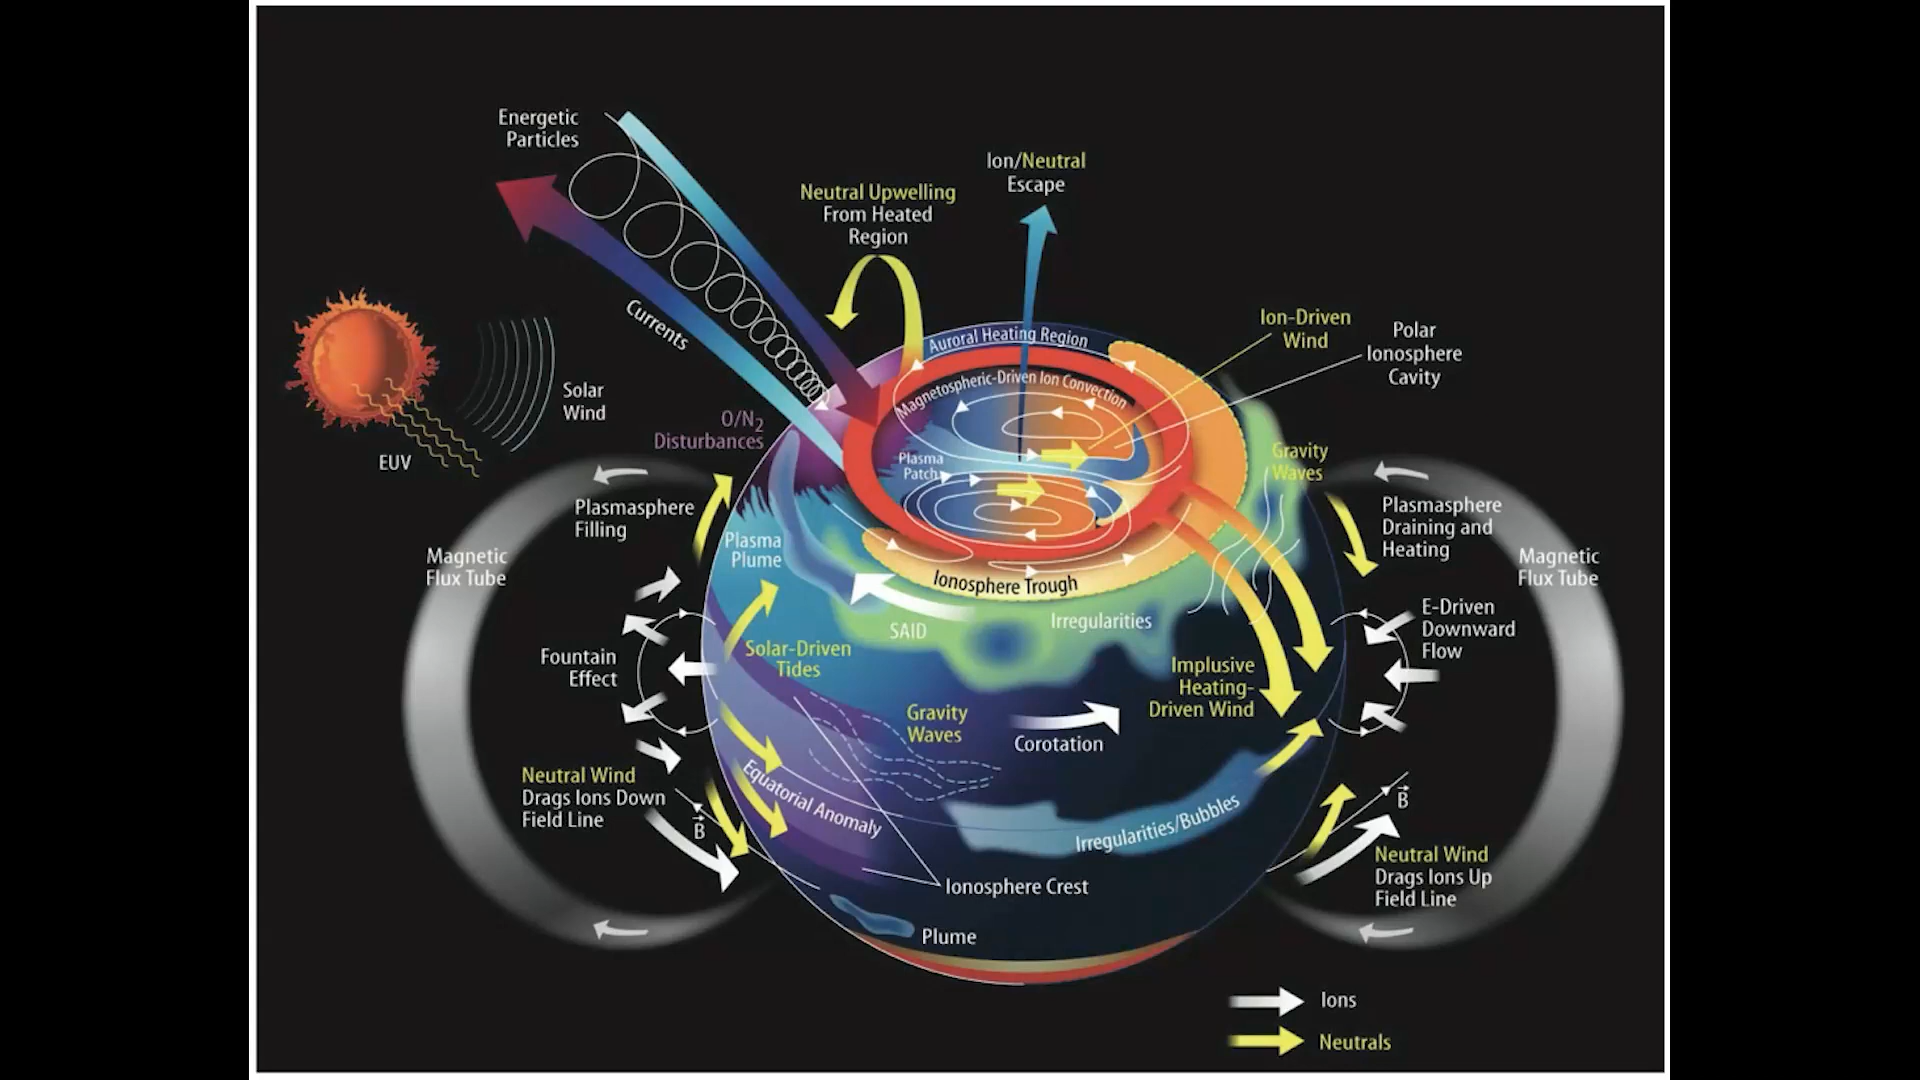 Energetic
Particles
Ion/Neutral
Escape
Neutral Upwelling
From Heated
Region
Currents
Ion-Driven
Wind
Polar
Ionosphere
Cavity
Auroral Heating Region
Magnetospheric-Driven Ion Convection
Solar
Wind
EUV
O/N2
Disturbances
Plasma
Patch
Gravity
Waves
Plasmasphere
Filling
Plasmasphere
Draining and
Heating
Magnetic
Flux Tube
Plasma
Plume
Magnetic
Flux Tube
Ionosphere Trough
SAID
Irregularities
E-Driven
Downward
Flow
Fountain
Effect
Solar-Driven
Tides
Implusive
Heating-
Driven Wind
Gravity
Waves
Corotation
Neutral Wind
Drags Ions Down
Field Line
B
Equatorial Anomaly
Irregularities/Bubbles
B
Neutral Wind
Drags Ions Up
Field Line
Ionosphere Crest
Plume
Ions
Neutrals